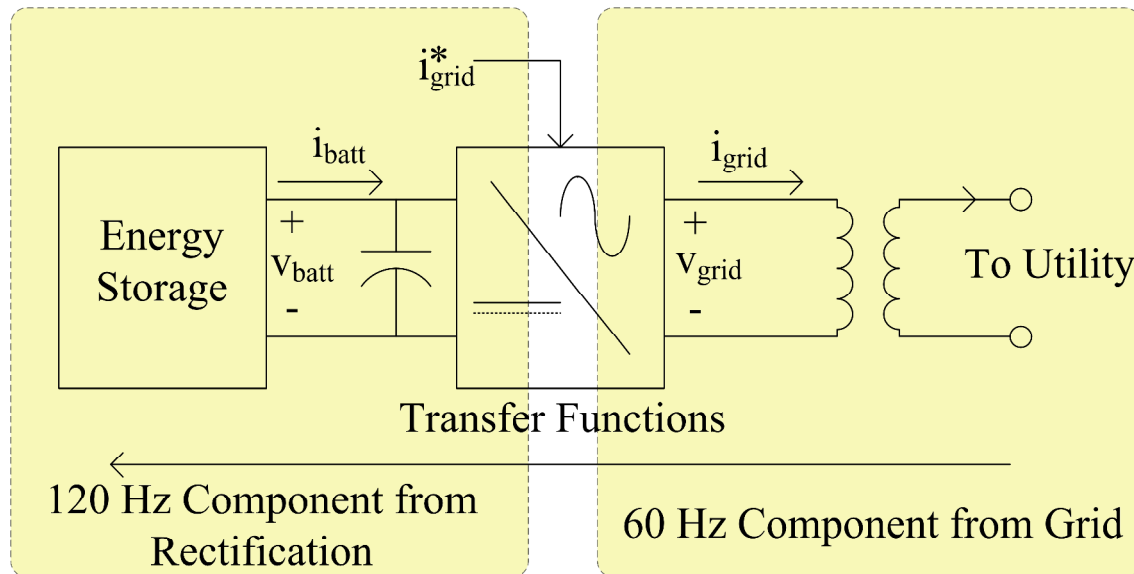 i*grid
ibatt
igrid
Energy
Storage
+
vbatt
-
+
vgrid
-
To Utility
Transfer Functions
120 Hz Component from
Rectification
60 Hz Component from Grid